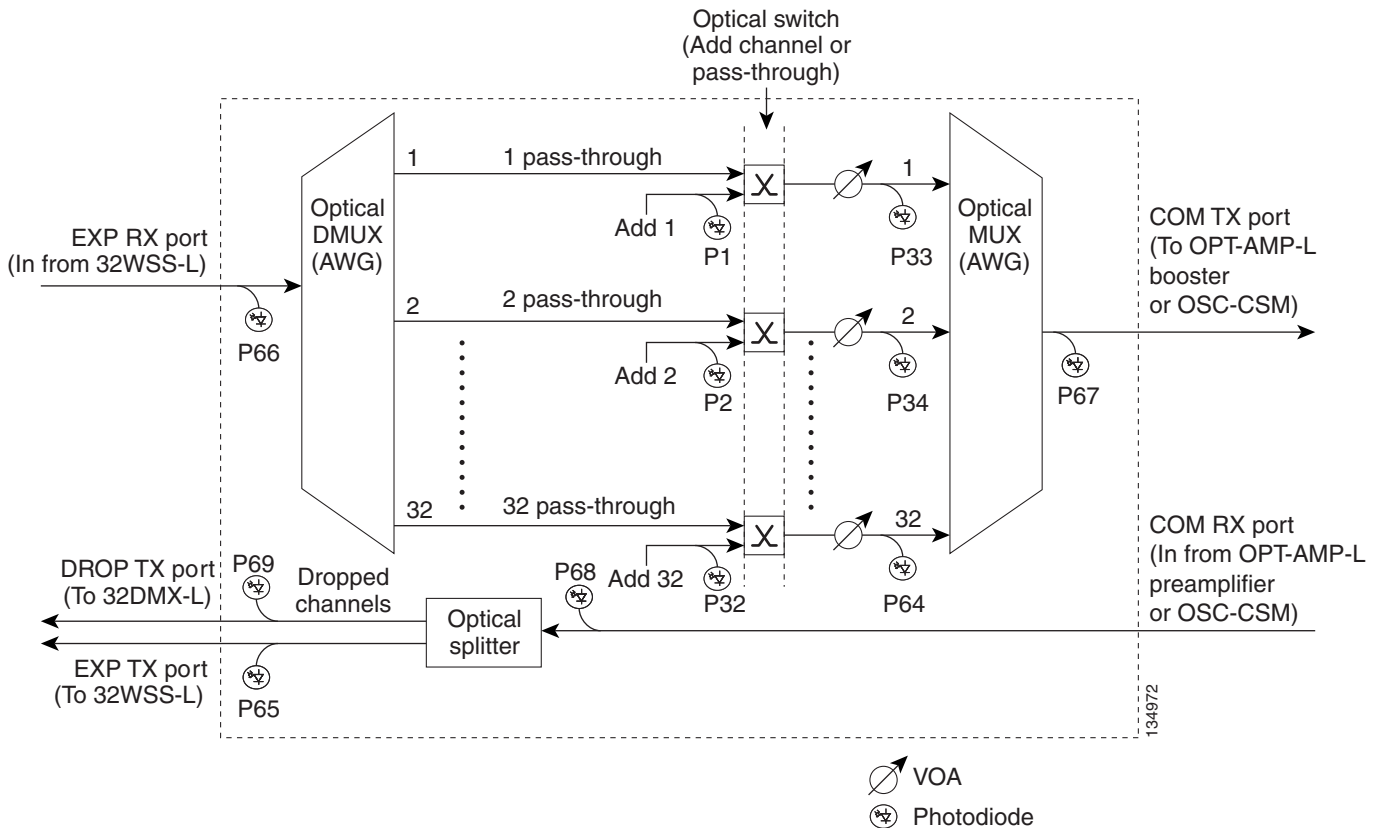 Optical switch
(Add channel or
pass-through)
1
1 pass-through
1
Optical
DMUX
(AWG)
Add 1
P1
P33
Optical
MUX
(AWG)
COM TX port
(To OPT-AMP-L
booster
or OSC-CSM)
EXP RX port
(In from 32WSS-L)
P66
2
2 pass-through
2
Add 2
P2
P34
P67
32
32 pass-through
32
Add 32
P32
P64
COM RX port
(In from OPT-AMP-L
preamplifier
or OSC-CSM)
DROP TX port
(To 32DMX-L)
P69
Dropped
channels
P68
Optical
splitter
EXP TX port
(To 32WSS-L)
P65
134972
VOA
Photodiode